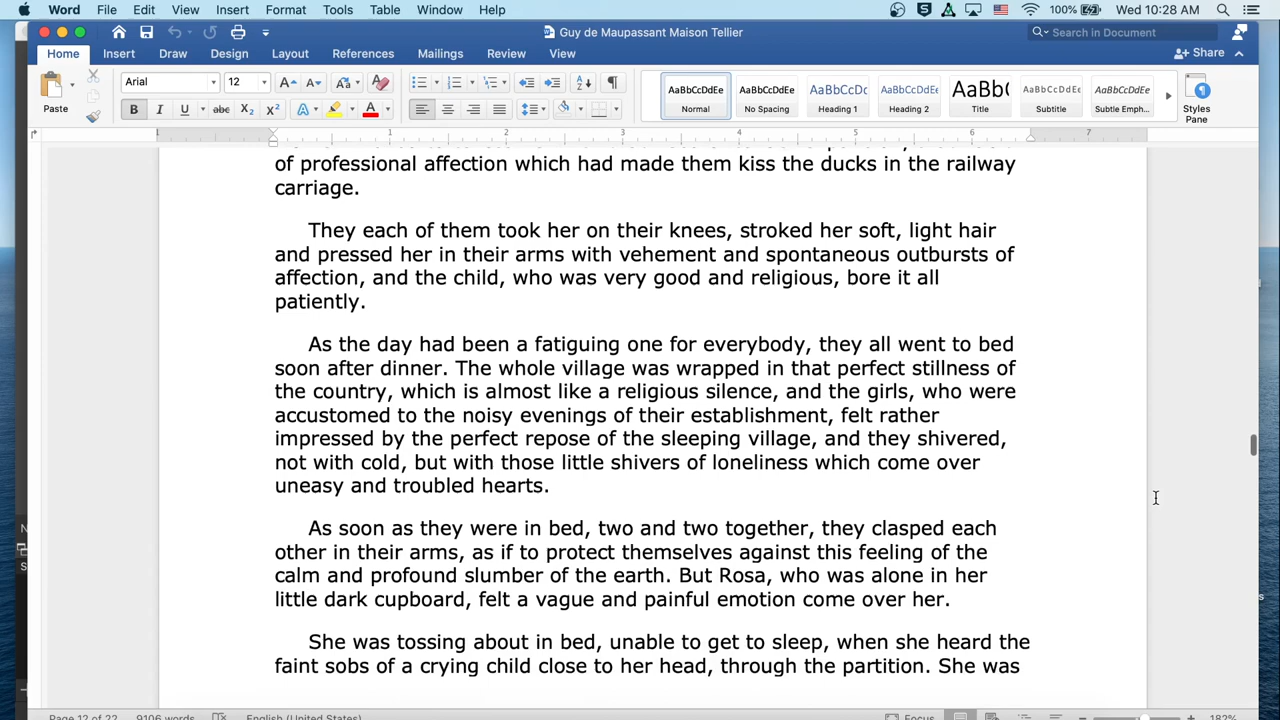 Word File Edit View Insert Format Tools Table Window Help 100% Wed 10:28 AM
Guy de Maupassant Maison Tellier Search in Document
Home Insert Draw Design Layout References Mailings Review View Share
Arial 12 AaBbCcDdEe AaBbCcDdEe AaBbCcDc AaBbCcDdEe AaBbC AaBbCcDdEe AaBbCcDdEe
Paste B I U abc X2 X2 A A Normal No Spacing Heading 1 Heading 2 Title Subtitle Subtle Emph... Styles Pane
1 1 2 3 4 5 6 7
of professional affection which had made them kiss the ducks in the railway
carriage.
They each of them took her on their knees, stroked her soft, light hair
and pressed her in their arms with vehement and spontaneous outbursts of
affection, and the child, who was very good and religious, bore it all
patiently.
As the day had been a fatiguing one for everybody, they all went to bed
soon after dinner. The whole village was wrapped in that perfect stillness of
the country, which is almost like a religious silence, and the girls, who were
accustomed to the noisy evenings of their establishment, felt rather
impressed by the perfect repose of the sleeping village, and they shivered,
not with cold, but with those little shivers of loneliness which come over
uneasy and troubled hearts.
As soon as they were in bed, two and two together, they clasped each
other in their arms, as if to protect themselves against this feeling of the
calm and profound slumber of the earth. But Rosa, who was alone in her
little dark cupboard, felt a vague and painful emotion come over her.
She was tossing about in bed, unable to get to sleep, when she heard the
faint sobs of a crying child close to her head, through the partition. She was
Page 12 of 22 9106 words English (United States) Focus 182%